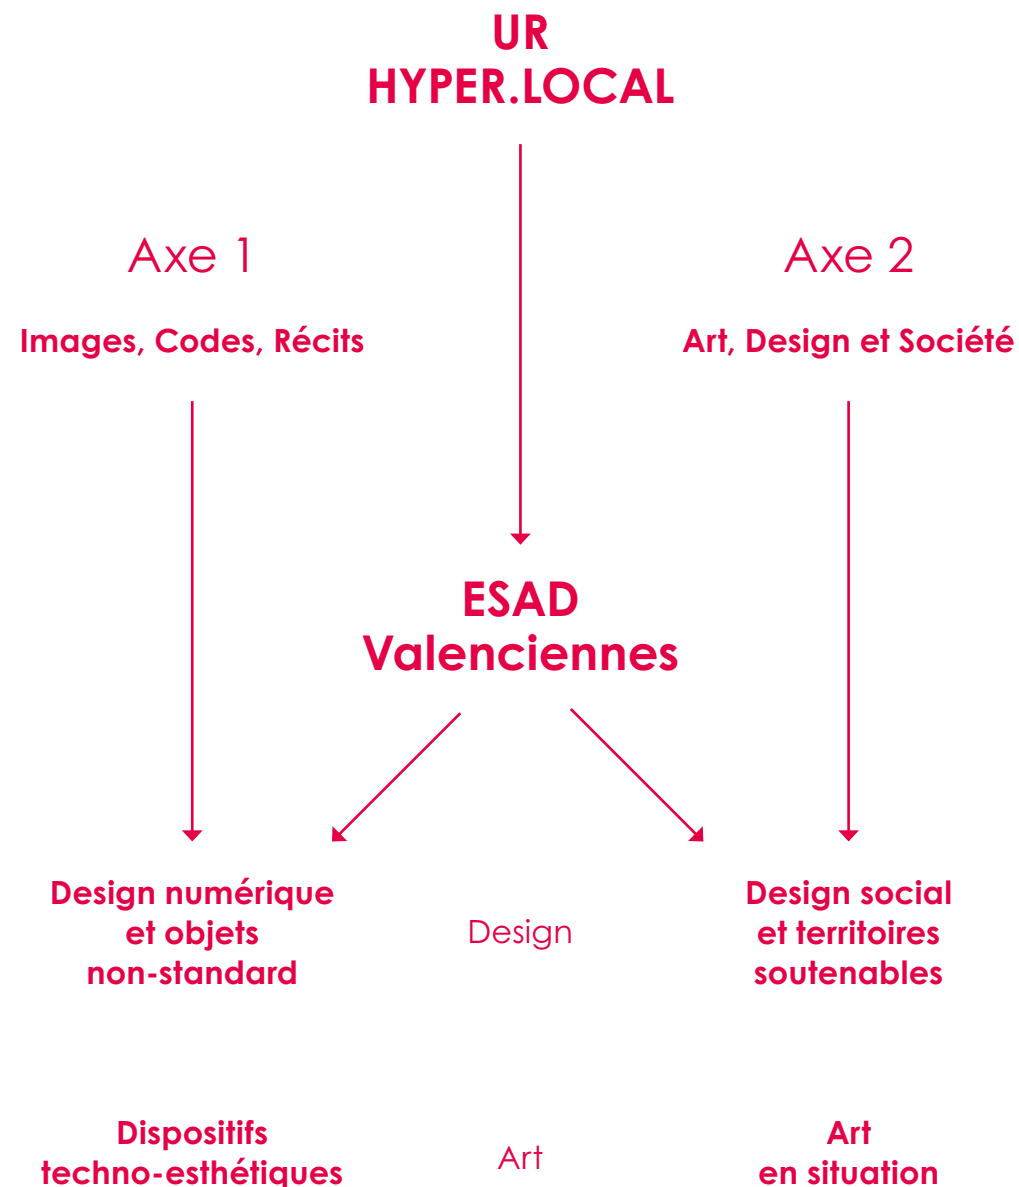 UR
HYPER.LOCAL
Axe 1
Axe 2
Images, Codes, Récits
Art, Design et Société
ESAD
Valenciennes
Design numérique
et objets
non-standard
Design
Design social
et territoires
soutenables
Dispositifs
techno-esthétiques
Art
Art
en situation